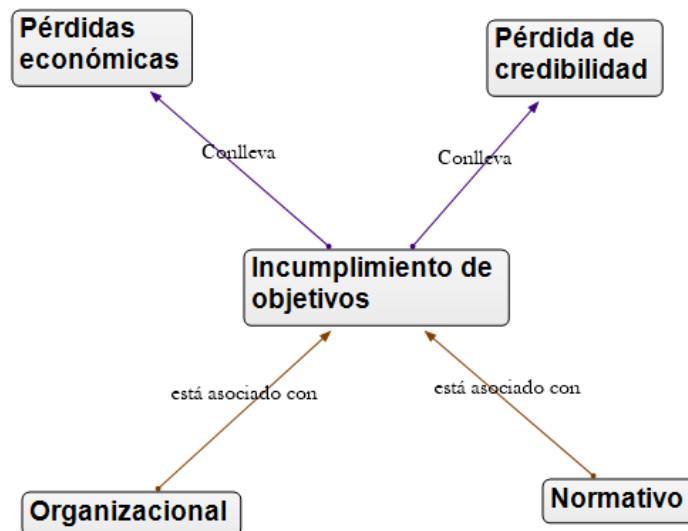 Pérdidas
económicas
Pérdida de
credibilidad
Conlleva
Conlleva
Incumplimiento de
objetivos
está asociado con
está asociado con
Organizacional
Normativo